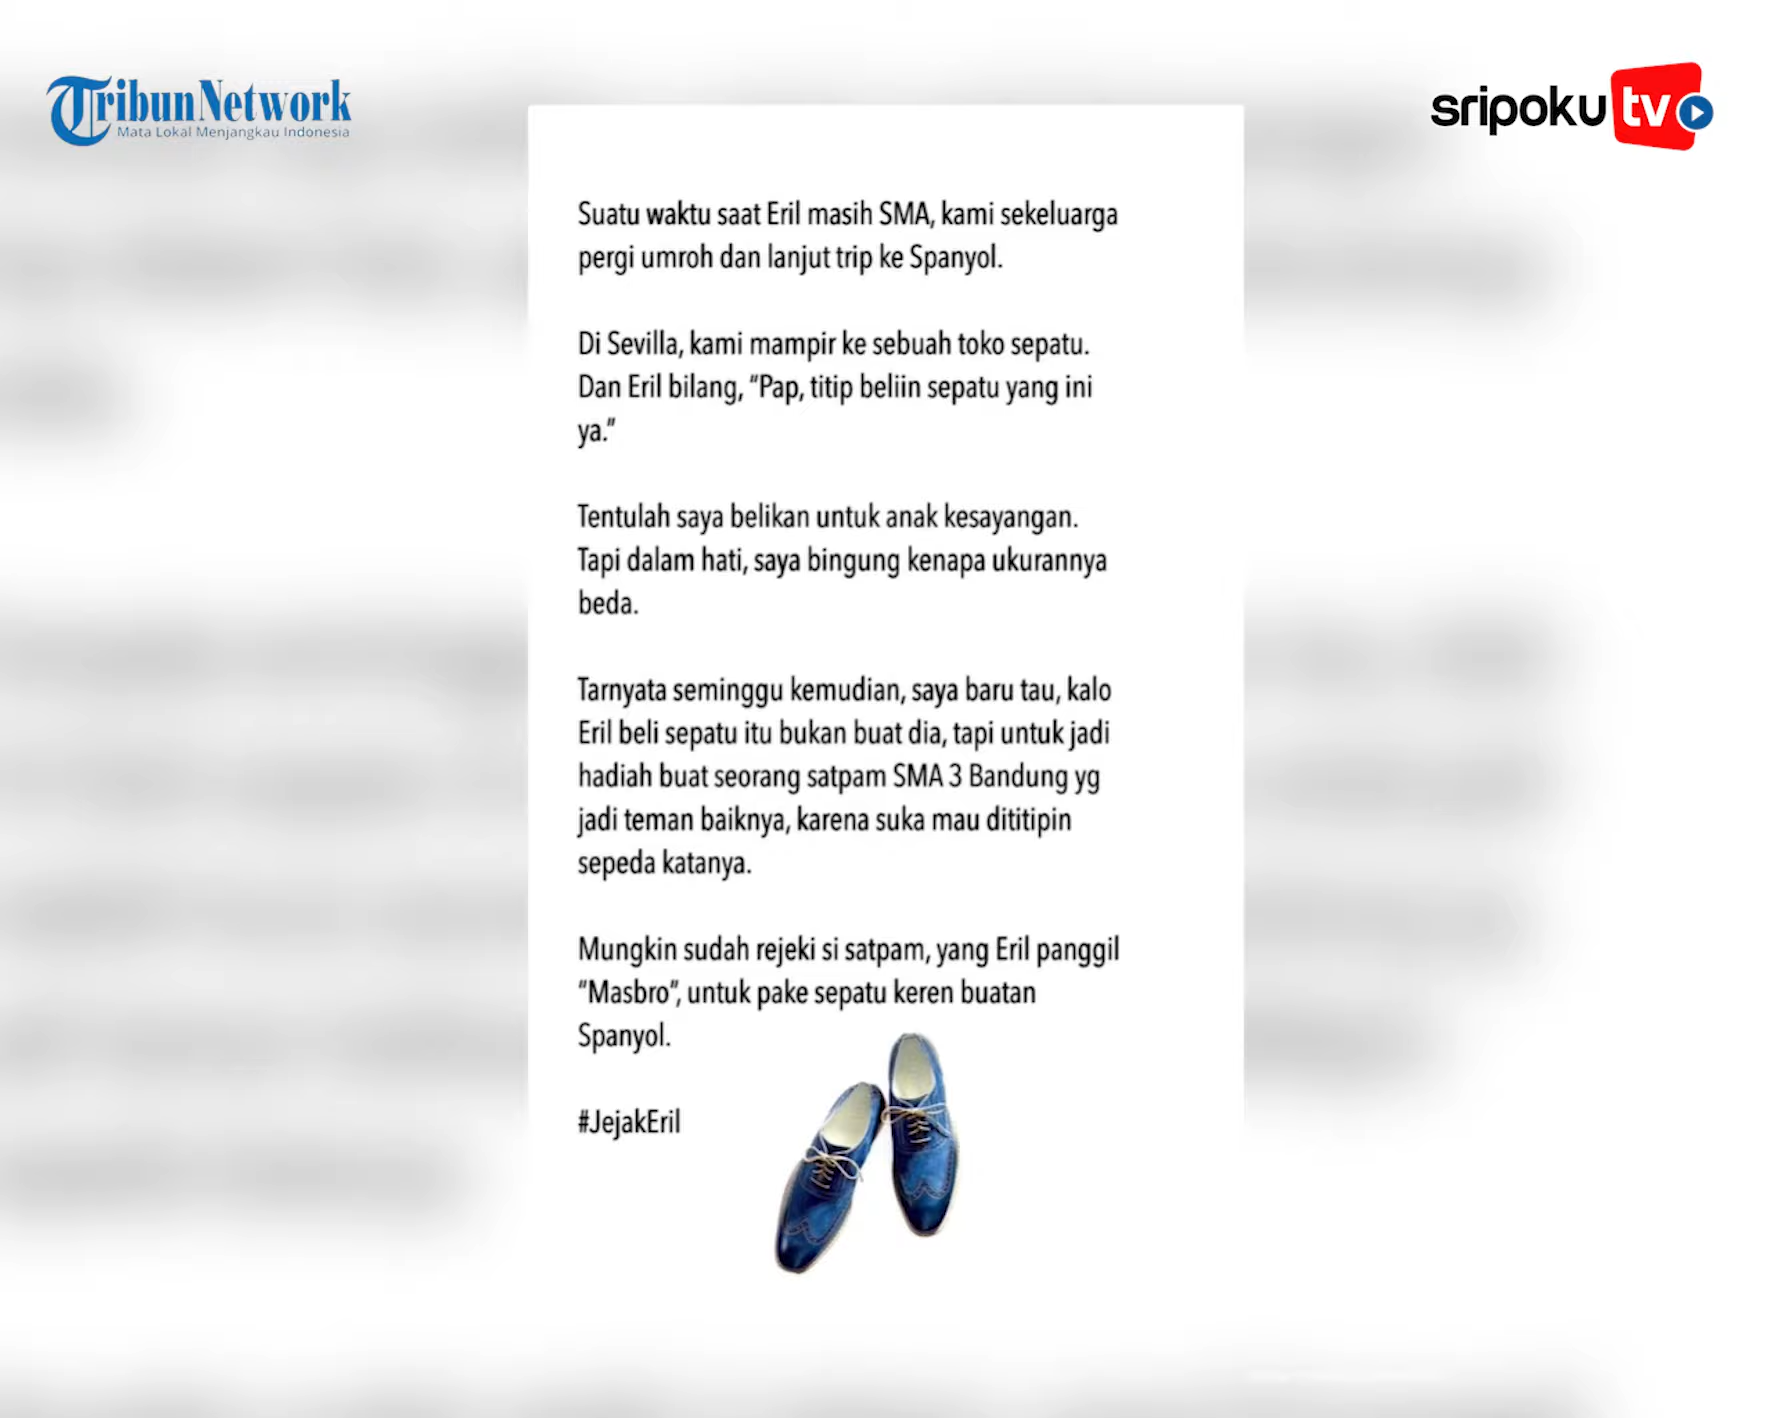 TribunNetwork
Mata Lokal Menjangkau Indonesia
sripoku tv
Suatu waktu saat Eril masih SMA, kami sekeluarga
pergi umroh dan lanjut trip ke Spanyol.
Di Sevilla, kami mampir ke sebuah toko sepatu.
Dan Eril bilang, “Pap, titip beliin sepatu yang ini
ya.”
Tentulah saya belikan untuk anak kesayangan.
Tapi dalam hati, saya bingung kenapa ukurannya
beda.
Tarnyata seminggu kemudian, saya baru tau, kalo
Eril beli sepatu itu bukan buat dia, tapi untuk jadi
hadiah buat seorang satpam SMA 3 Bandung yg
jadi teman baiknya, karena suka mau dititipin
sepeda katanya.
Mungkin sudah rejeki si satpam, yang Eril panggil
“Masbro”, untuk pake sepatu keren buatan
Spanyol.
#JejakEril